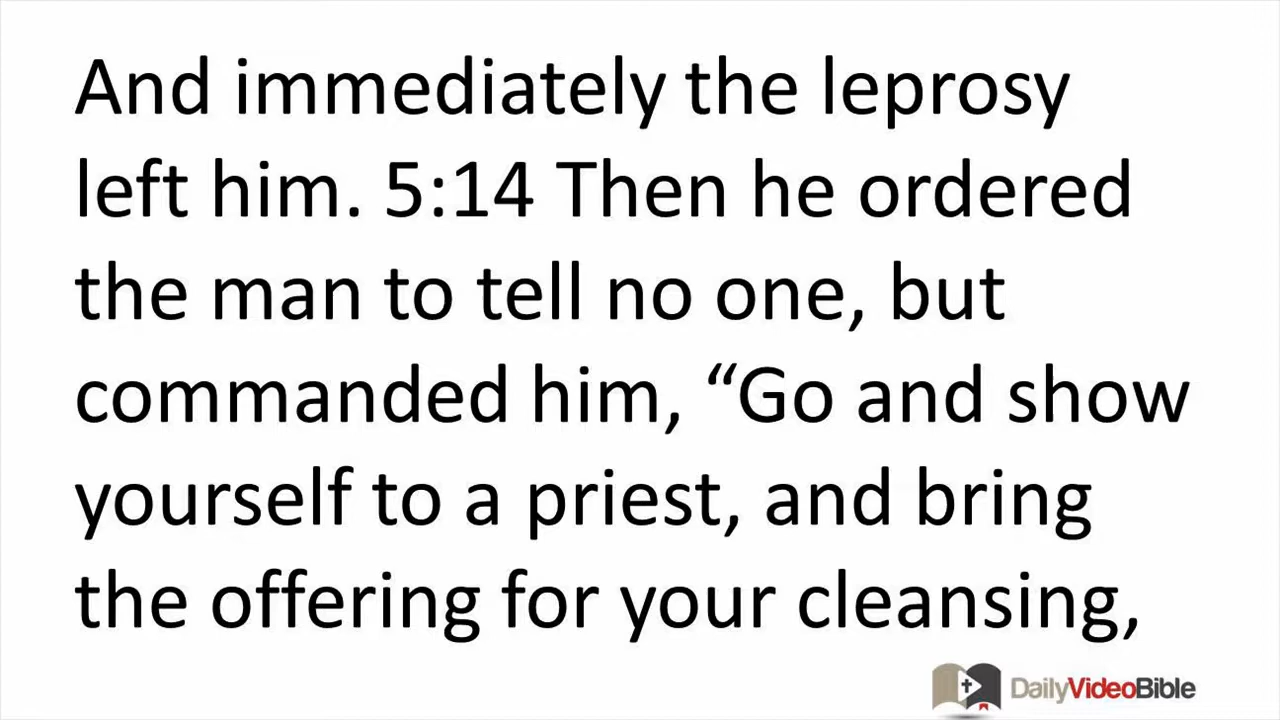 And immediately the leprosy
left him. 5:14 Then he ordered
the man to tell no one, but
commanded him, “Go and show
yourself to a priest, and bring
the offering for your cleansing,
DailyVideoBible